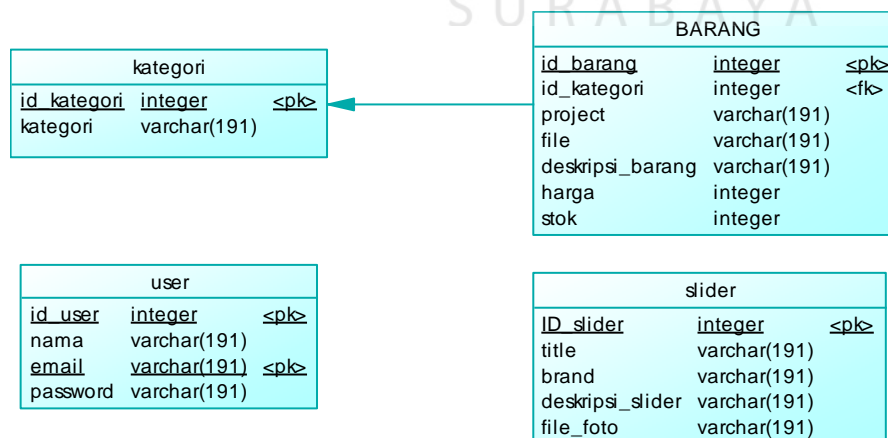 SURABAYA
kategori
id_kategori integer <pk>
kategori varchar(191)
BARANG
id_barang integer <pk>
id_kategori integer <fk>
project varchar(191)
file varchar(191)
deskripsi_barang varchar(191)
harga integer
stok integer
user
id_user integer <pk>
nama varchar(191)
email varchar(191) <pk>
password varchar(191)
slider
ID_slider integer <pk>
title varchar(191)
brand varchar(191)
deskripsi_slider varchar(191)
file_foto varchar(191)